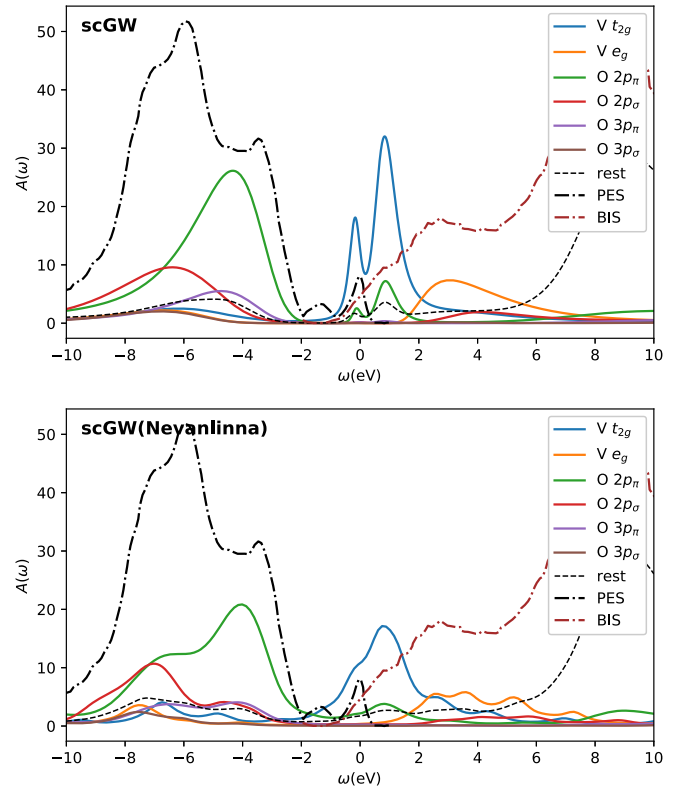 scGW
V t2g
V eg
O 2pπ
O 2pσ
O 3pπ
O 3pσ
rest
PES
BIS
A(ω)
50
40
30
20
10
0
−10 −8 −6 −4 −2 0 2 4 6 8 10
ω(eV)
scGW(Nevanlinna)
V t2g
V eg
O 2pπ
O 2pσ
O 3pπ
O 3pσ
rest
PES
BIS
A(ω)
50
40
30
20
10
0
−10 −8 −6 −4 −2 0 2 4 6 8 10
ω(eV)